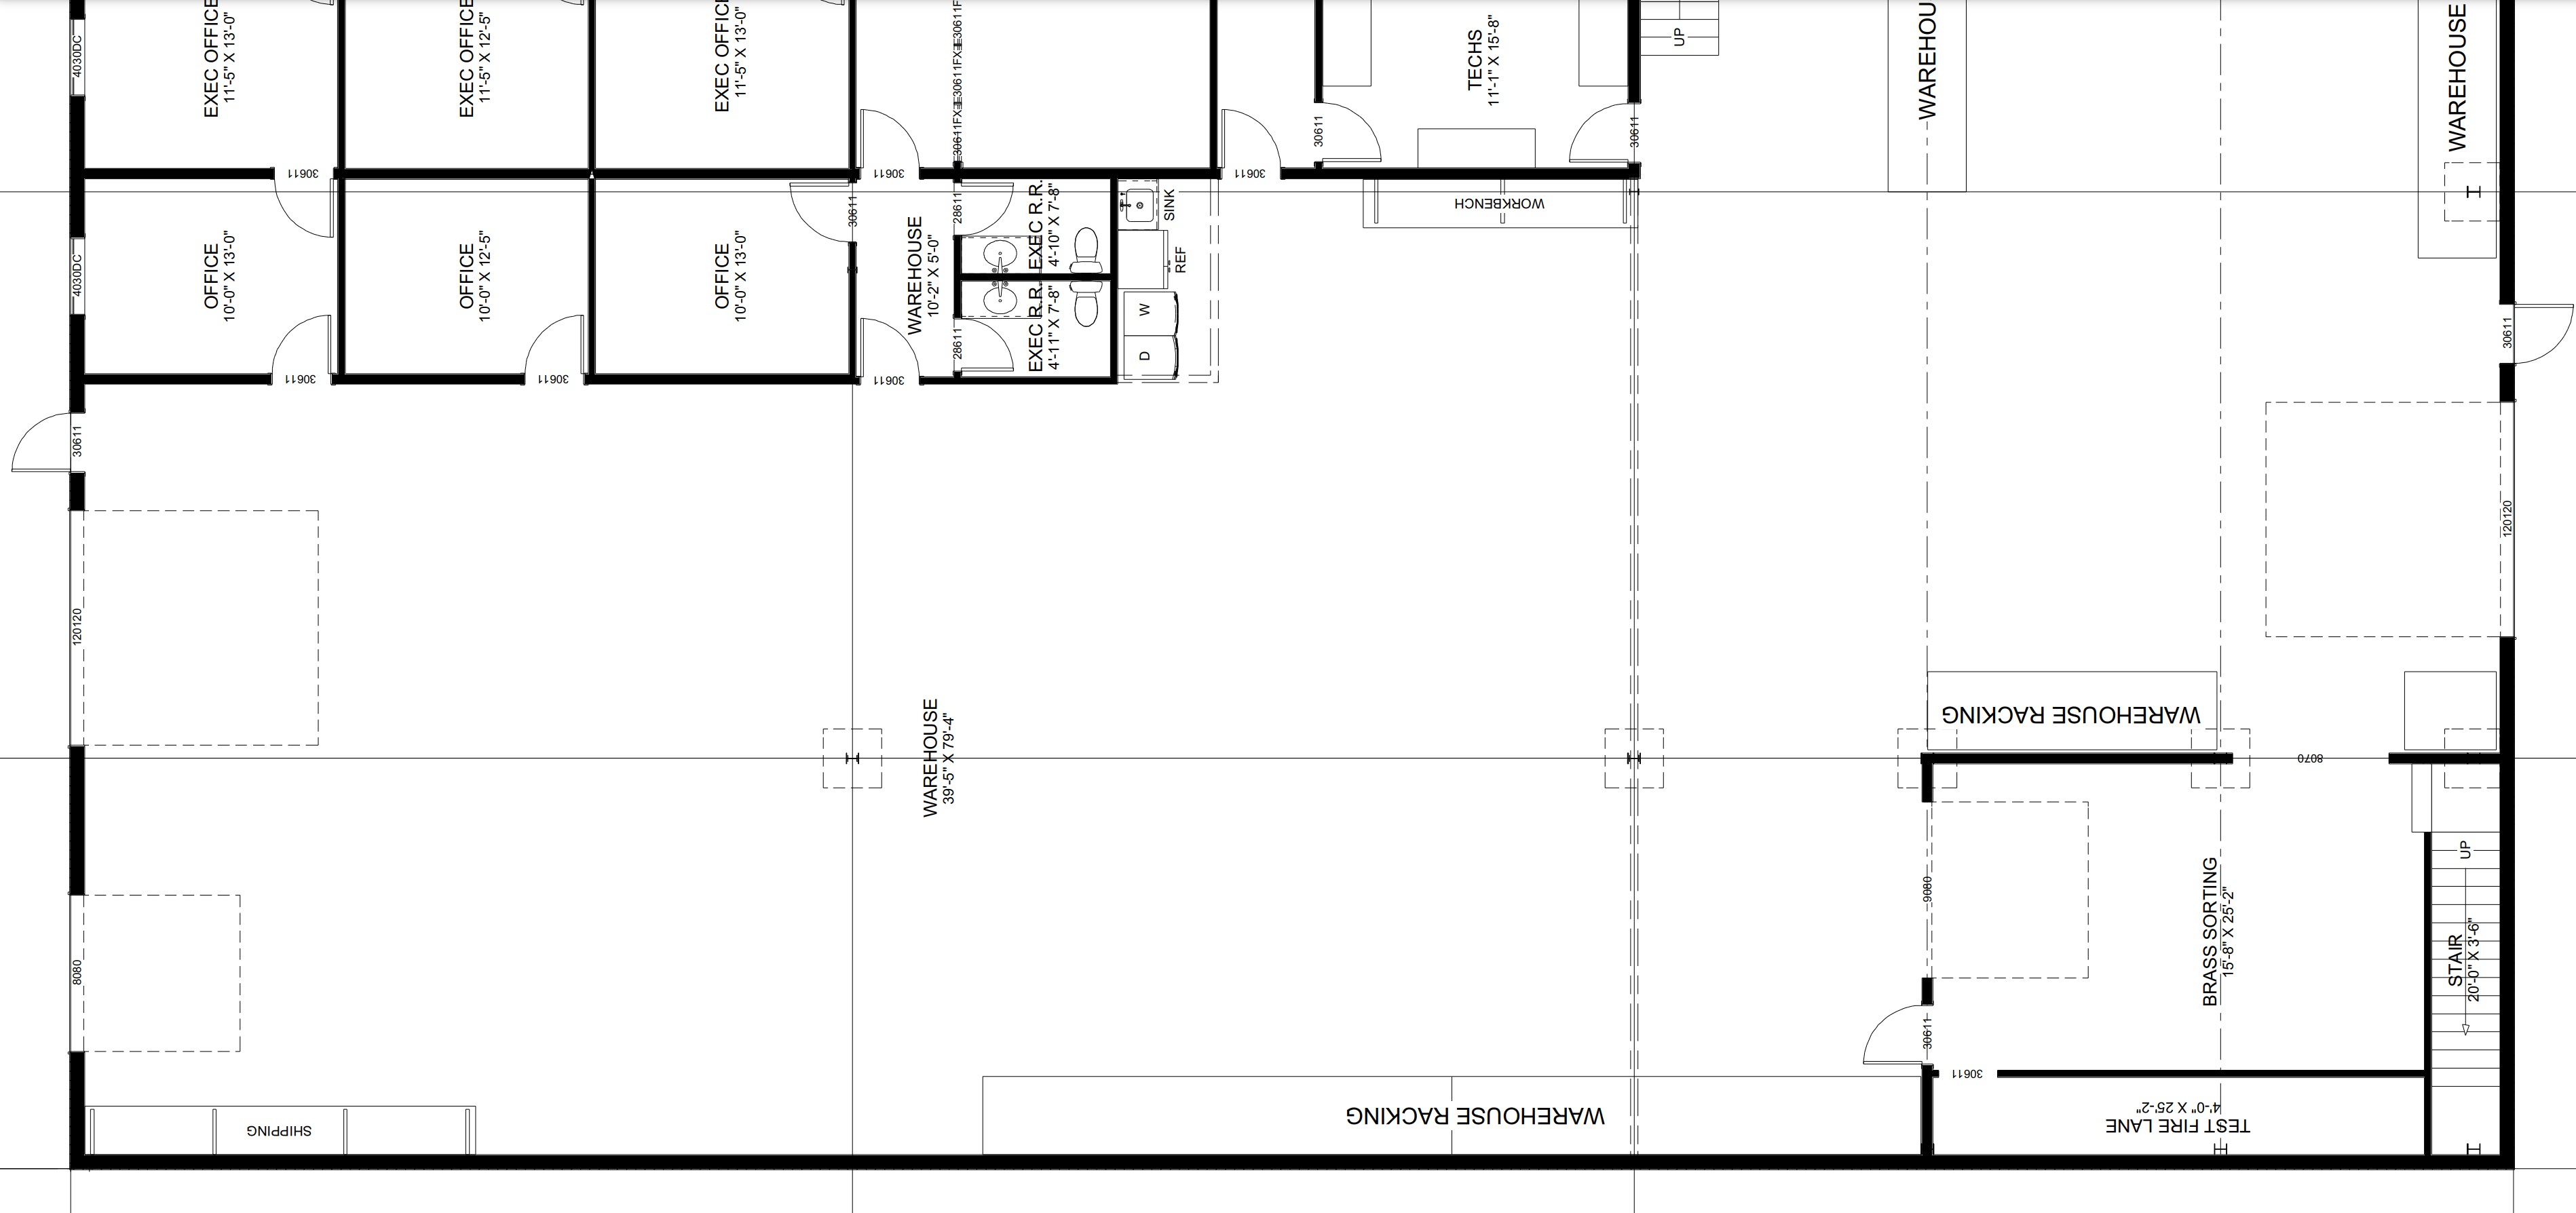 TEST FIRE LANE
4'-0" X 25'-2"
WAREHOUSE RACKING
SHIPPING
30611
30611
8080
STAIR
20'-0" X 3'-6"
UP
BRASS SORTING
15'-8" X 25'-2"
9080
8070
WAREHOUSE RACKING
WAREHOUSE
39'-5" X 79'-4"
120120
120120
30611
30611
30611
30611
30611
D
W
REF
SINK
EXEC R.R.
4'-11" X 7'-8"
EXEC R.R.
4'-10" X 7'-8"
28611
28611
WAREHOUSE
10'-2" X 5'-0"
30611
OFFICE
10'-0" X 13'-0"
OFFICE
10'-0" X 12'-5"
OFFICE
10'-0" X 13'-0"
4030DC
WORKBENCH
30611
30611
30611
30611
30611
WAREHOUSE
WAREHOU
UP
TECHS
11'-1" X 15'-8"
30611FX
30611FX
30611F
EXEC OFFICE
11'-5" X 13'-0"
EXEC OFFICE
11'-5" X 12'-5"
EXEC OFFICE
11'-5" X 13'-0"
4030DC